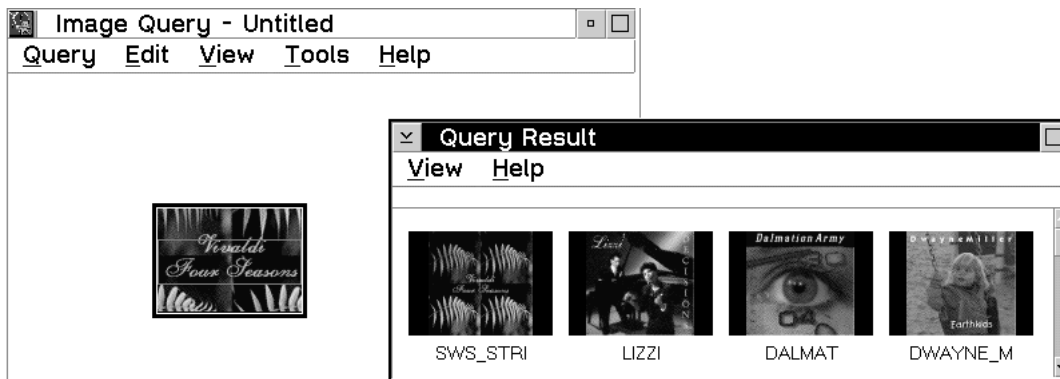 Image Query - Untitled
Query Edit View Tools Help
Vivaldi
Four Seasons
Query Result
View Help
Vivaldi
Four Seasons
Lizzi
DECISION
Dalmation Army
DwayneMiller
Earthkids
SWS_STRI LIZZI DALMAT DWAYNE_M